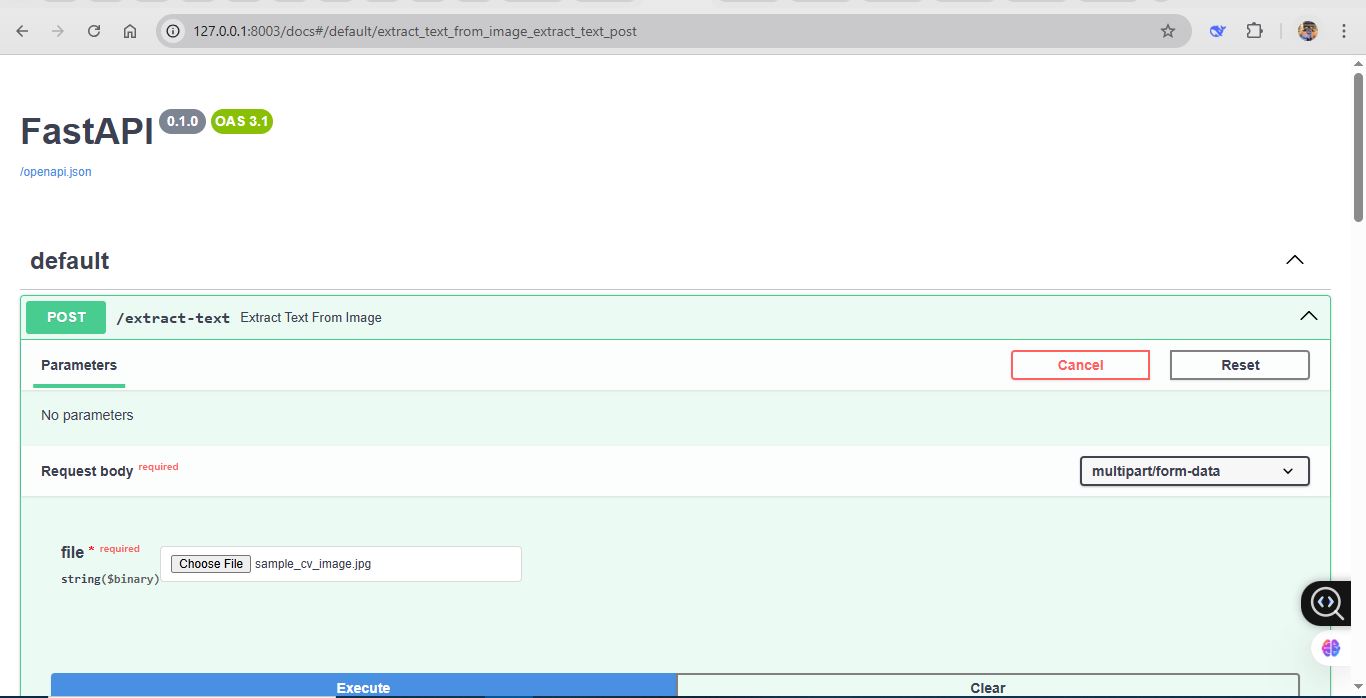 127.0.0.1:8003/docs#/default/extract_text_from_image_extract_text_post
FastAPI 0.1.0 OAS 3.1
/openapi.json
default
POST /extract-text Extract Text From Image
Parameters Cancel Reset
No parameters
Request body required multipart/form-data
file * required
Choose File sample_cv_image.jpg
string($binary)
Execute Clear